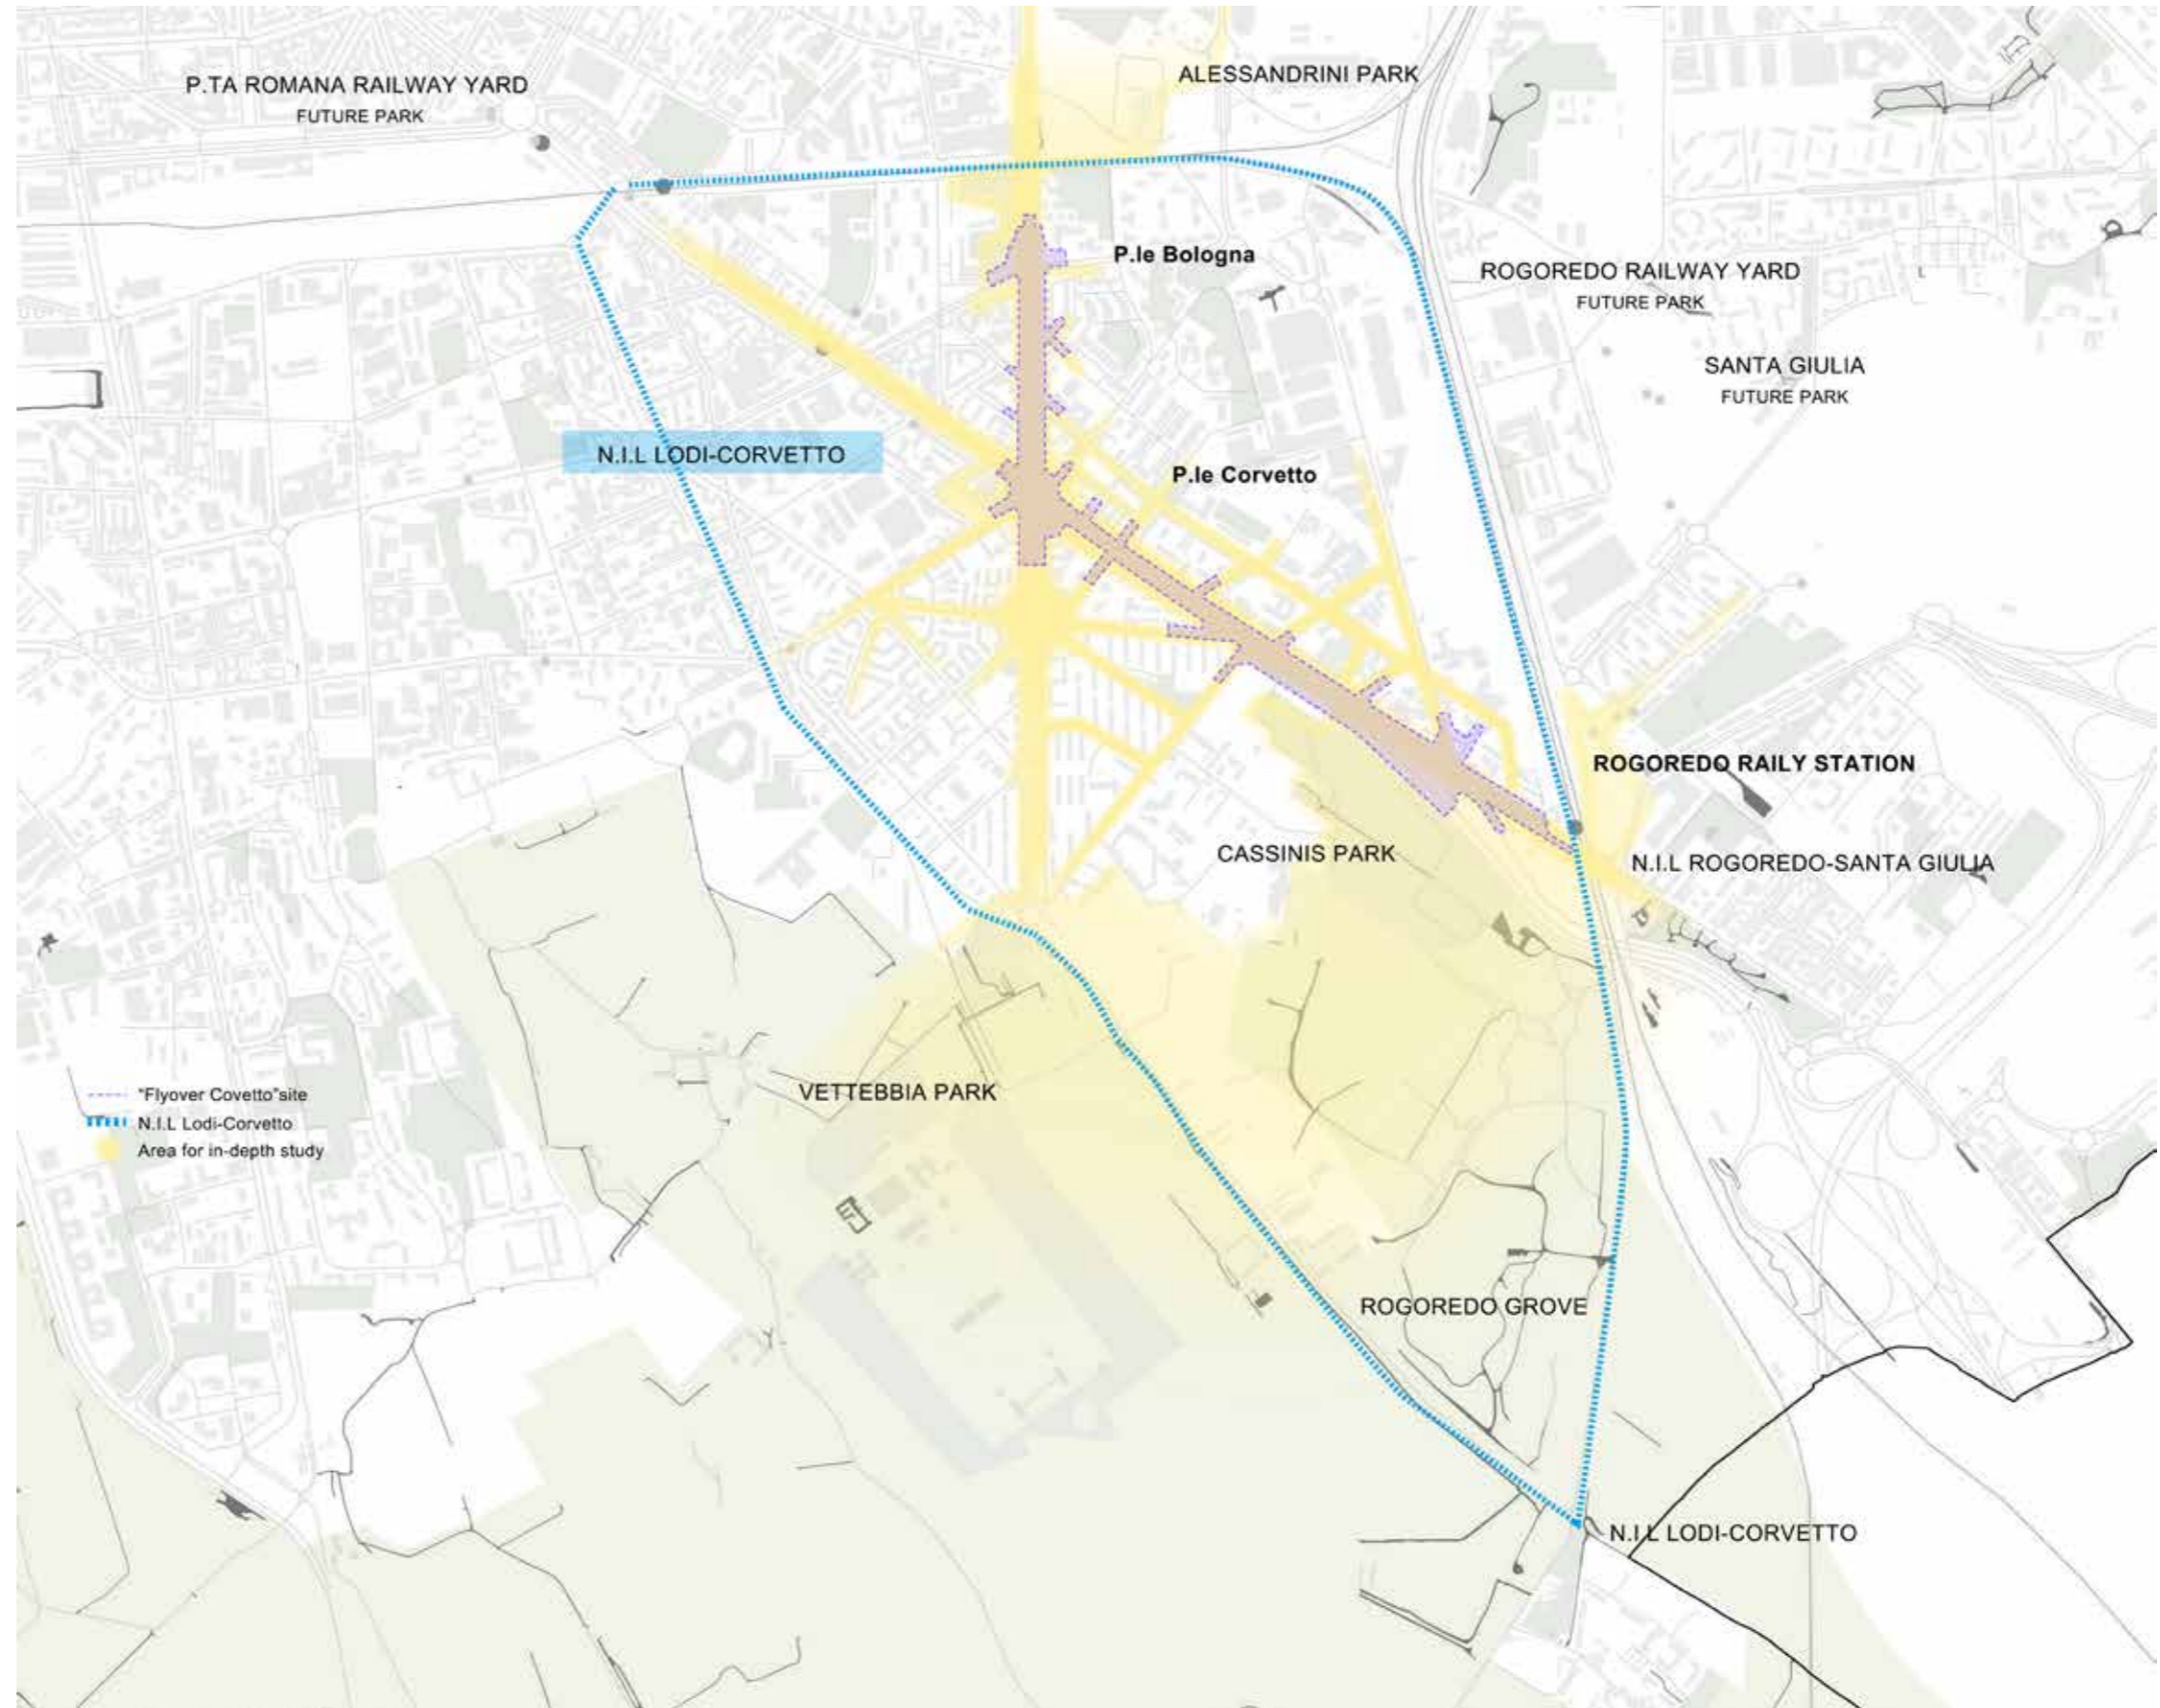 P.TA ROMANA RAILWAY YARD
FUTURE PARK
ALESSANDRINI PARK
P.le Bologna
ROGOREDO RAILWAY YARD
FUTURE PARK
SANTA GIULIA
FUTURE PARK
N.I.L LODI-CORVETTO
P.le Corvetto
ROGOREDO RAILY STATION
CASSINIS PARK
N.I.L ROGOREDO-SANTA GIULIA
VETTEBBIA PARK
"Flyover Covetto"site
N.I.L Lodi-Corvetto
Area for in-depth study
ROGOREDO GROVE
N.I.L LODI-CORVETTO